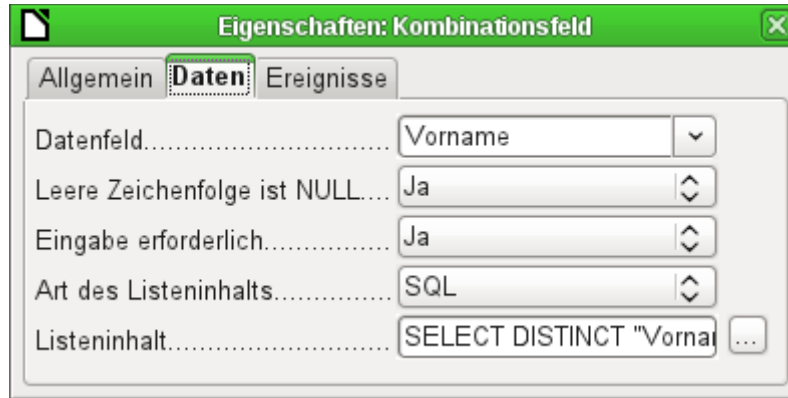 Eigenschaften: Kombinationsfeld
Allgemein Daten Ereignisse
Datenfeld.............................. Vorname
Leere Zeichenfolge ist NULL.... Ja
Eingabe erforderlich................ Ja
Art des Listeninhalts............... SQL
Listeninhalt........................... SELECT DISTINCT "Vornar ...